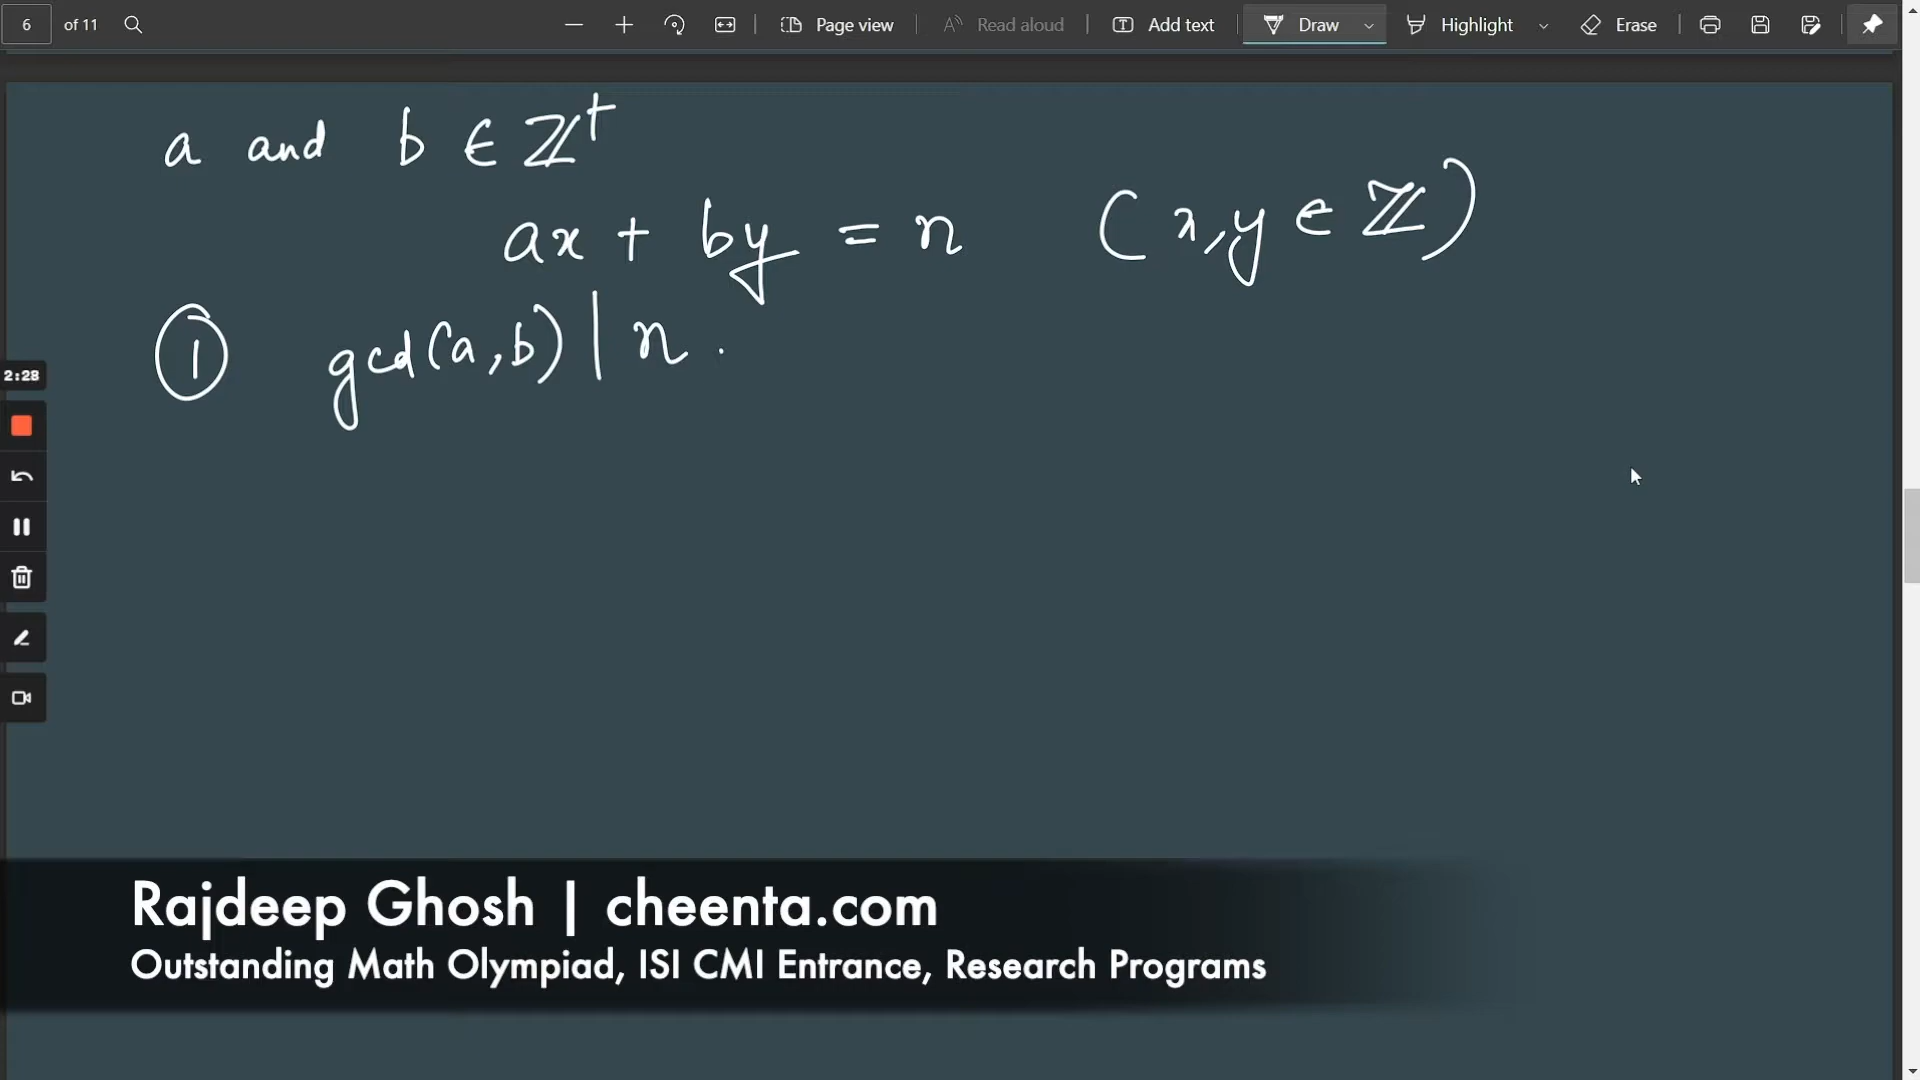 6 of 11 Page view Read aloud Add text Draw Highlight Erase
a and b ∈ ℤ⁺
ax + by = n (x,y ∈ ℤ)
① gcd(a,b) | n .
2:28
Rajdeep Ghosh | cheenta.com
Outstanding Math Olympiad, ISI CMI Entrance, Research Programs